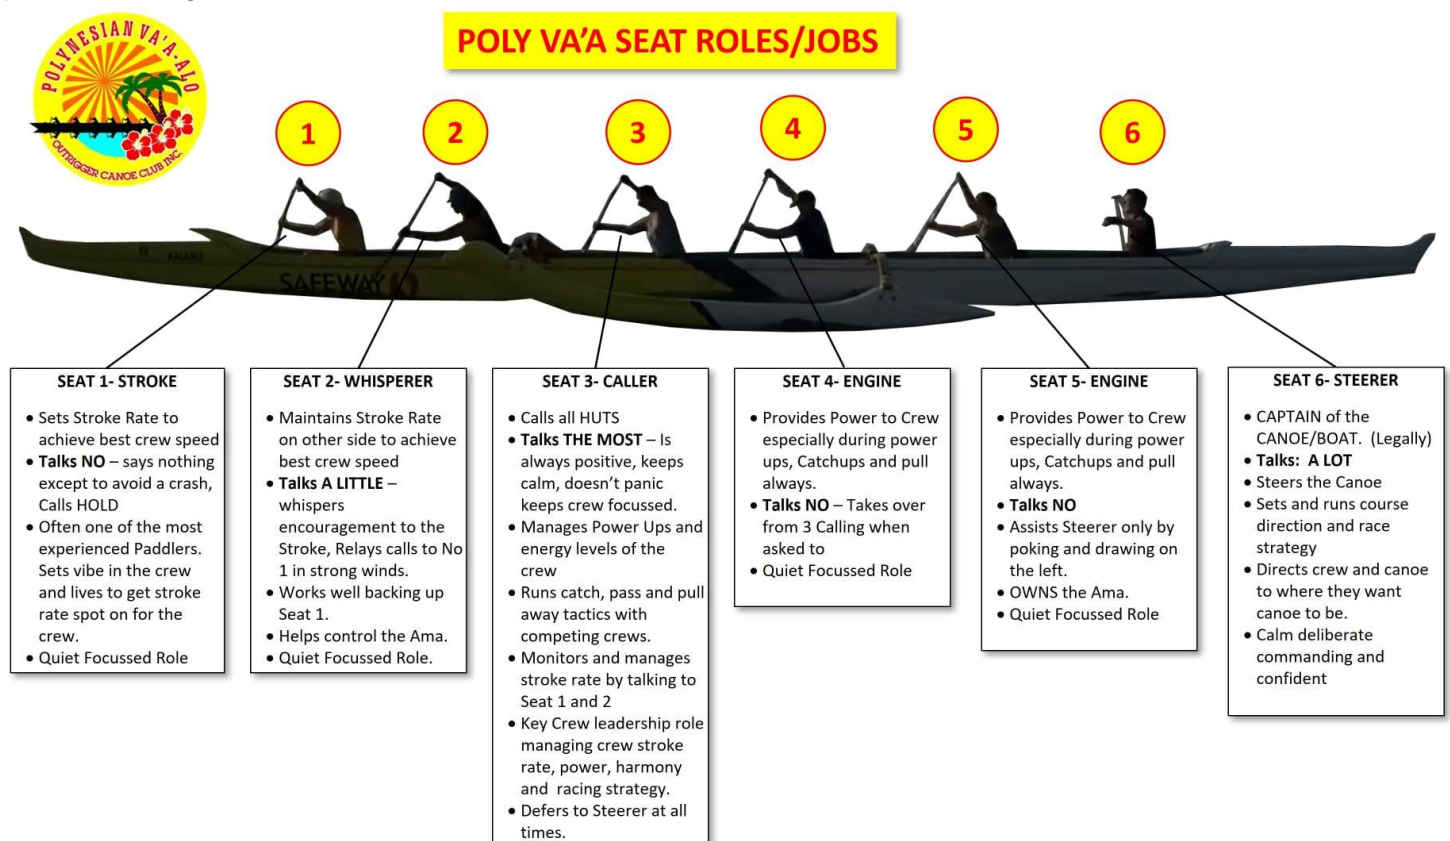 POLYNESIAN VA'A-ALO
OUTRIGGER CANOE CLUB INC.
POLY VA'A SEAT ROLES/JOBS
1
2
3
4
5
6
KAIANU
SAFEWAY
SEAT 1- STROKE
• Sets Stroke Rate to
achieve best crew speed
• Talks NO – says nothing
except to avoid a crash,
Calls HOLD
• Often one of the most
experienced Paddlers.
Sets vibe in the crew
and lives to get stroke
rate spot on for the
crew.
• Quiet Focussed Role
SEAT 2- WHISPERER
• Maintains Stroke Rate
on other side to achieve
best crew speed
• Talks A LITTLE –
whispers
encouragement to the
Stroke, Relays calls to No
1 in strong winds.
• Works well backing up
Seat 1.
• Helps control the Ama.
• Quiet Focussed Role.
SEAT 3- CALLER
• Calls all HUTS
• Talks THE MOST – Is
always positive, keeps
calm, doesn't panic
keeps crew focussed.
• Manages Power Ups and
energy levels of the
crew
• Runs catch, pass and pull
away tactics with
competing crews.
• Monitors and manages
stroke rate by talking to
Seat 1 and 2
• Key Crew leadership role
managing crew stroke
rate, power, harmony
and racing strategy.
• Defers to Steerer at all
times.
SEAT 4- ENGINE
• Provides Power to Crew
especially during power
ups, Catchups and pull
always.
• Talks NO – Takes over
from 3 Calling when
asked to
• Quiet Focussed Role
SEAT 5- ENGINE
• Provides Power to Crew
especially during power
ups, Catchups and pull
always.
• Talks NO
• Assists Steerer only by
poking and drawing on
the left.
• OWNS the Ama.
• Quiet Focussed Role
SEAT 6- STEERER
• CAPTAIN of the
CANOE/BOAT. (Legally)
• Talks: A LOT
• Steers the Canoe
• Sets and runs course
direction and race
strategy
• Directs crew and canoe
to where they want
canoe to be.
• Calm deliberate
commanding and
confident